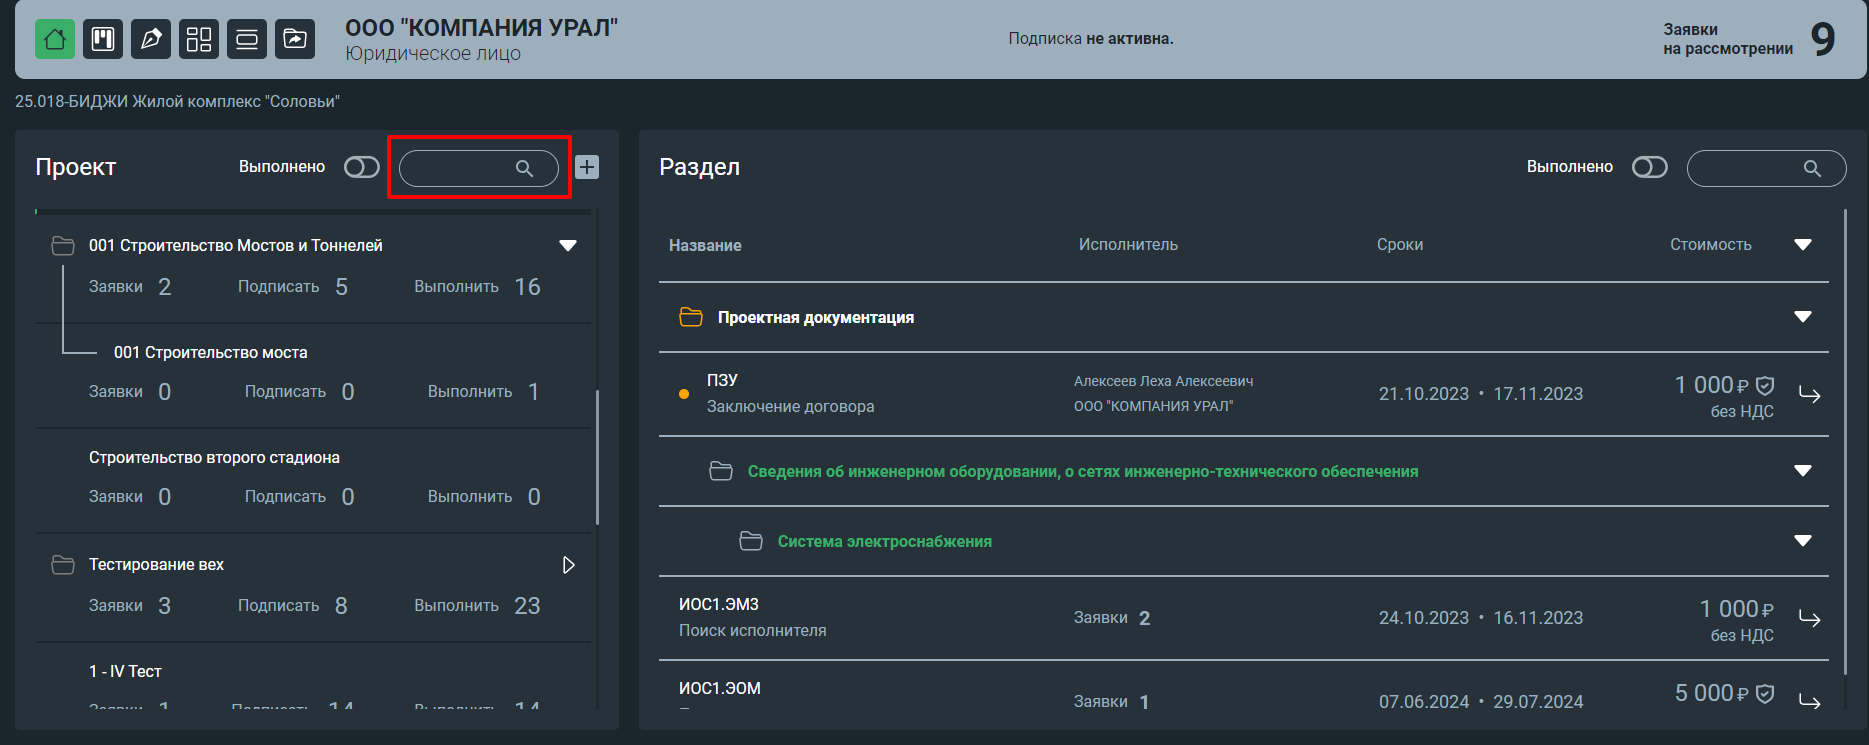 ООО "КОМПАНИЯ УРАЛ"
Юридическое лицо
Подписка не активна.
Заявки
на рассмотрении 9
25.018-БИДЖИ Жилой комплекс "Соловьи"
Проект Выполнено
001 Строительство Мостов и Тоннелей
Заявки 2 Подписать 5 Выполнить 16
001 Строительство моста
Заявки 0 Подписать 0 Выполнить 1
Строительство второго стадиона
Заявки 0 Подписать 0 Выполнить 0
Тестирование вех
Заявки 3 Подписать 8 Выполнить 23
1 - IV Тест
Заявки 1 Подписать 14 Выполнить 14
Раздел Выполнено
Название Исполнитель Сроки Стоимость
Проектная документация
ПЗУ
Заключение договора
Алексеев Леха Алексеевич
ООО "КОМПАНИЯ УРАЛ"
21.10.2023 • 17.11.2023
1 000 ₽
без НДС
Сведения об инженерном оборудовании, о сетях инженерно-технического обеспечения
Система электроснабжения
ИОС1.ЭМ3
Поиск исполнителя
Заявки 2
24.10.2023 • 16.11.2023
1 000 ₽
без НДС
ИОС1.ЭОМ
Заявки 1
07.06.2024 • 29.07.2024
5 000 ₽